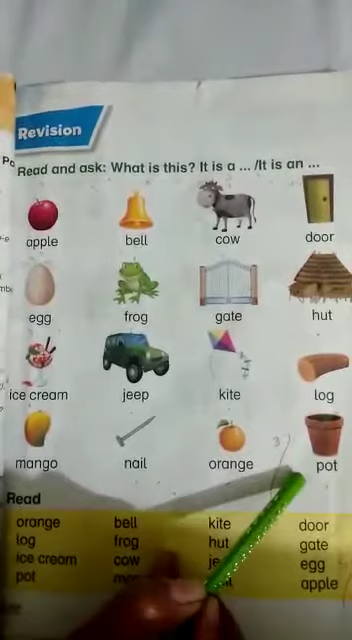 Revision
Read and ask: What is this? It is a ... /It is an ...
apple bell cow door
egg frog gate hut
ice cream jeep kite log
mango nail orange pot
Read
orange bell kite door
log frog hut gate
ice cream cow egg
pot apple